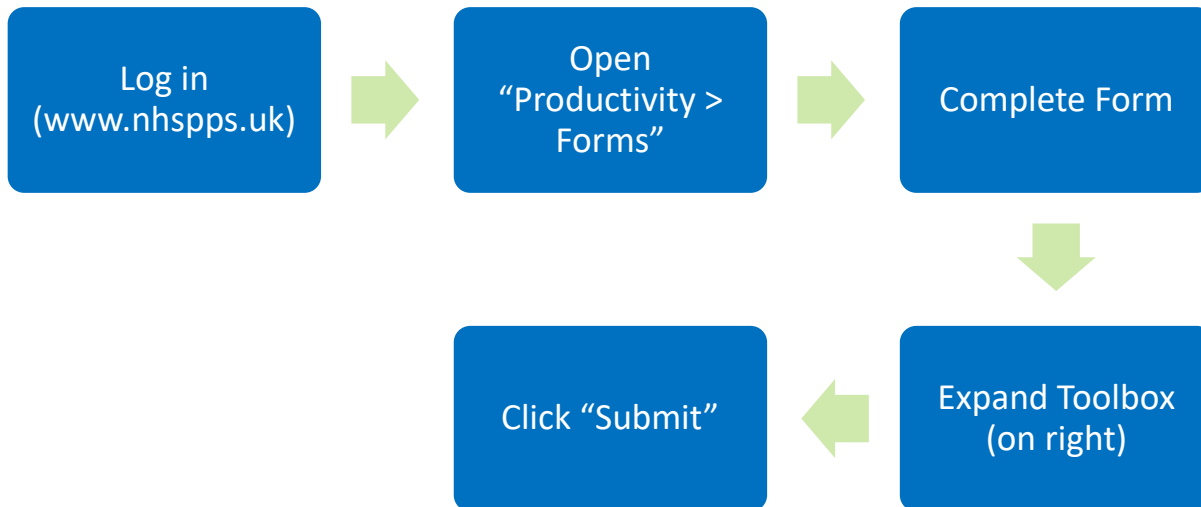 Log in
(www.nhspps.uk)
Open
“Productivity >
Forms”
Complete Form
Expand Toolbox
(on right)
Click “Submit”